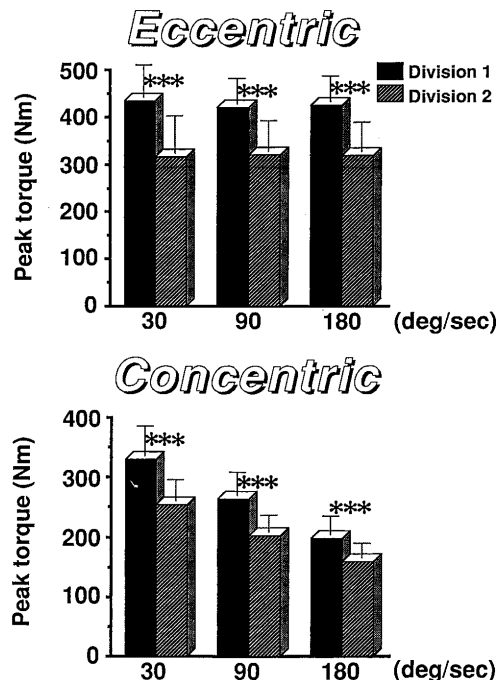 Eccentric
Peak torque (Nm)
500
400
300
200
100
0
***
***
***
Division 1
Division 2
30 90 180 (deg/sec)
Concentric
Peak torque (Nm)
400
300
200
100
0
***
***
***
30 90 180 (deg/sec)